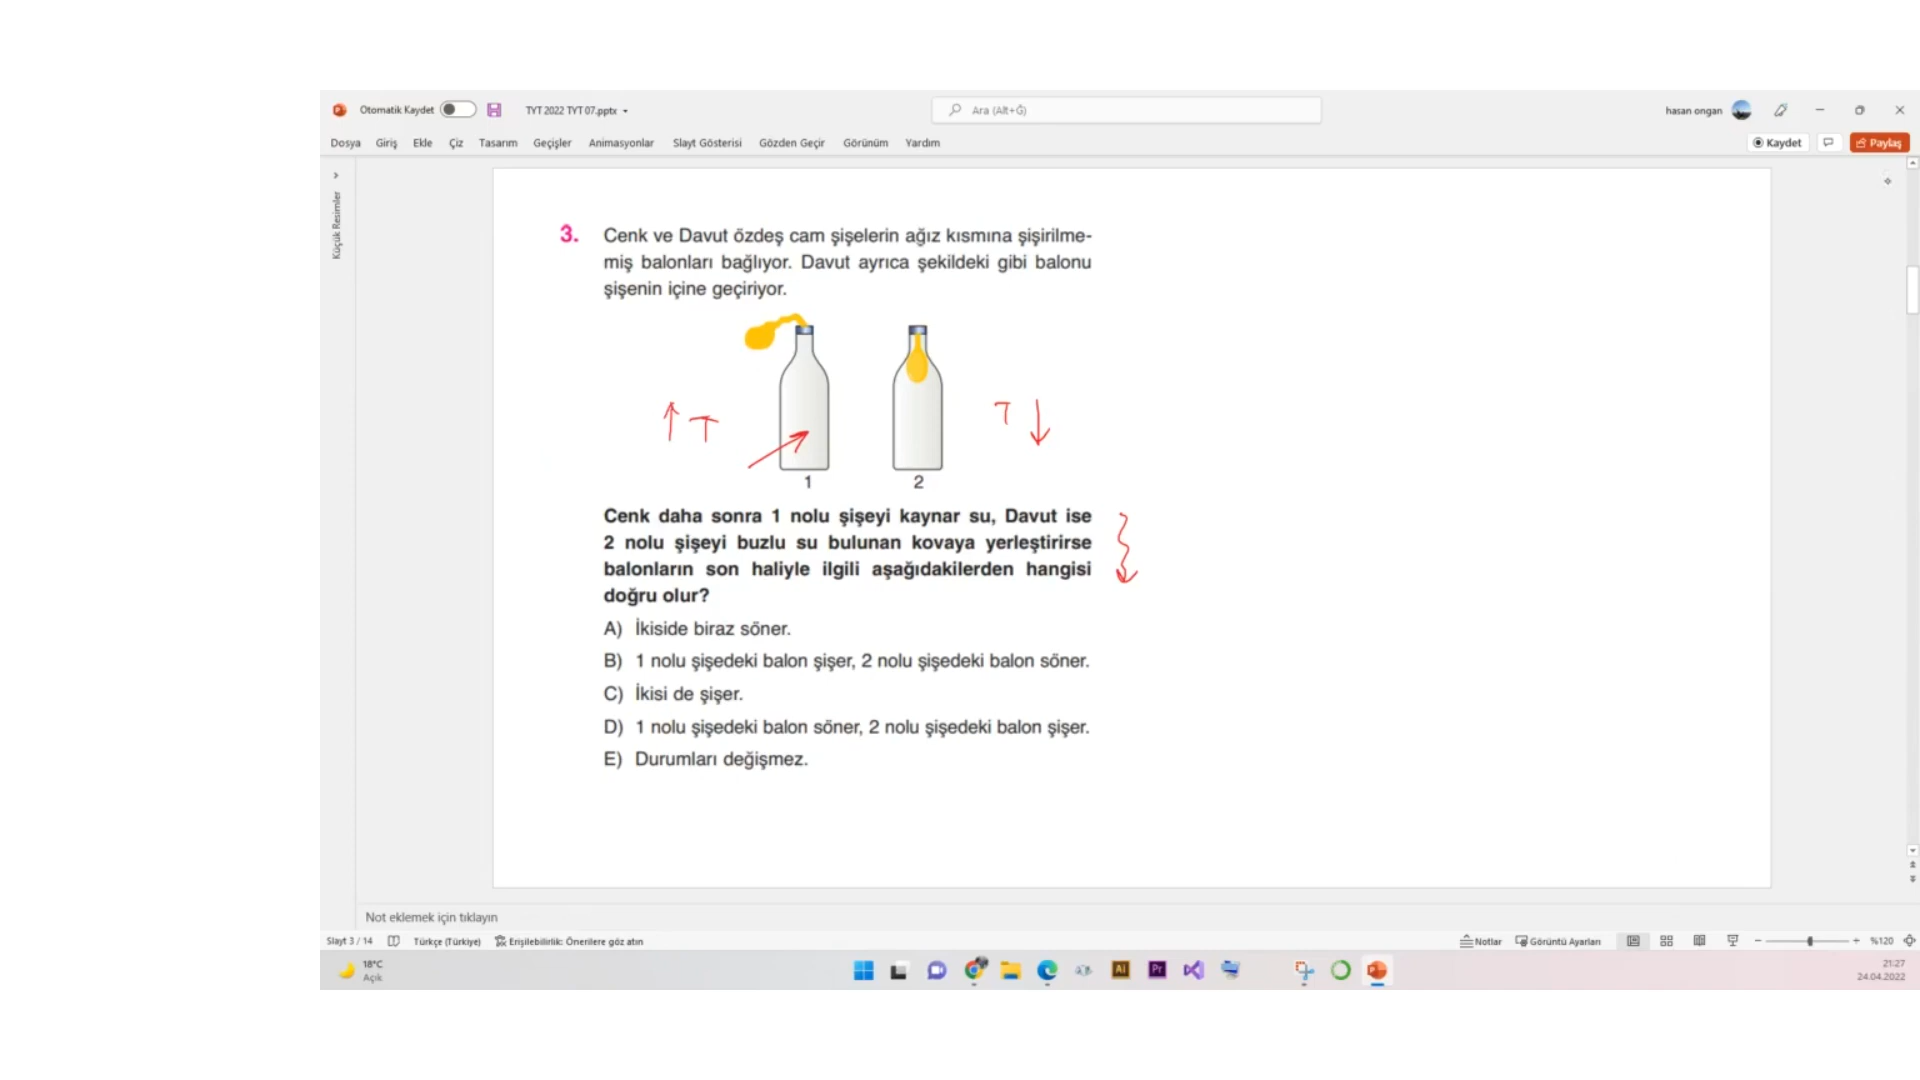 Otomatik Kaydet
TYT 2022 TYT 07.pptx
Ara (Alt+Ğ)
hasan ongan
Dosya Giriş Ekle Çiz Tasarım Geçişler Animasyonlar Slayt Gösterisi Gözden Geçir Görünüm Yardım
Kaydet
Paylaş
Küçük Resimler
3. Cenk ve Davut özdeş cam şişelerin ağız kısmına şişirilme-
miş balonları bağlıyor. Davut ayrıca şekildeki gibi balonu
şişenin içine geçiriyor.
T
T
1
2
Cenk daha sonra 1 nolu şişeyi kaynar su, Davut ise
2 nolu şişeyi buzlu su bulunan kovaya yerleştirirse
balonların son haliyle ilgili aşağıdakilerden hangisi
doğru olur?
A) İkiside biraz söner.
B) 1 nolu şişedeki balon şişer, 2 nolu şişedeki balon söner.
C) İkisi de şişer.
D) 1 nolu şişedeki balon söner, 2 nolu şişedeki balon şişer.
E) Durumları değişmez.
Not eklemek için tıklayın
Slayt 3 / 14 Türkçe (Türkiye) Erişilebilirlik: Önerilere göz atın
Notlar Görüntü Ayarları %120
18°C
Açık
Ai
Pr
21:27
24.04.2022